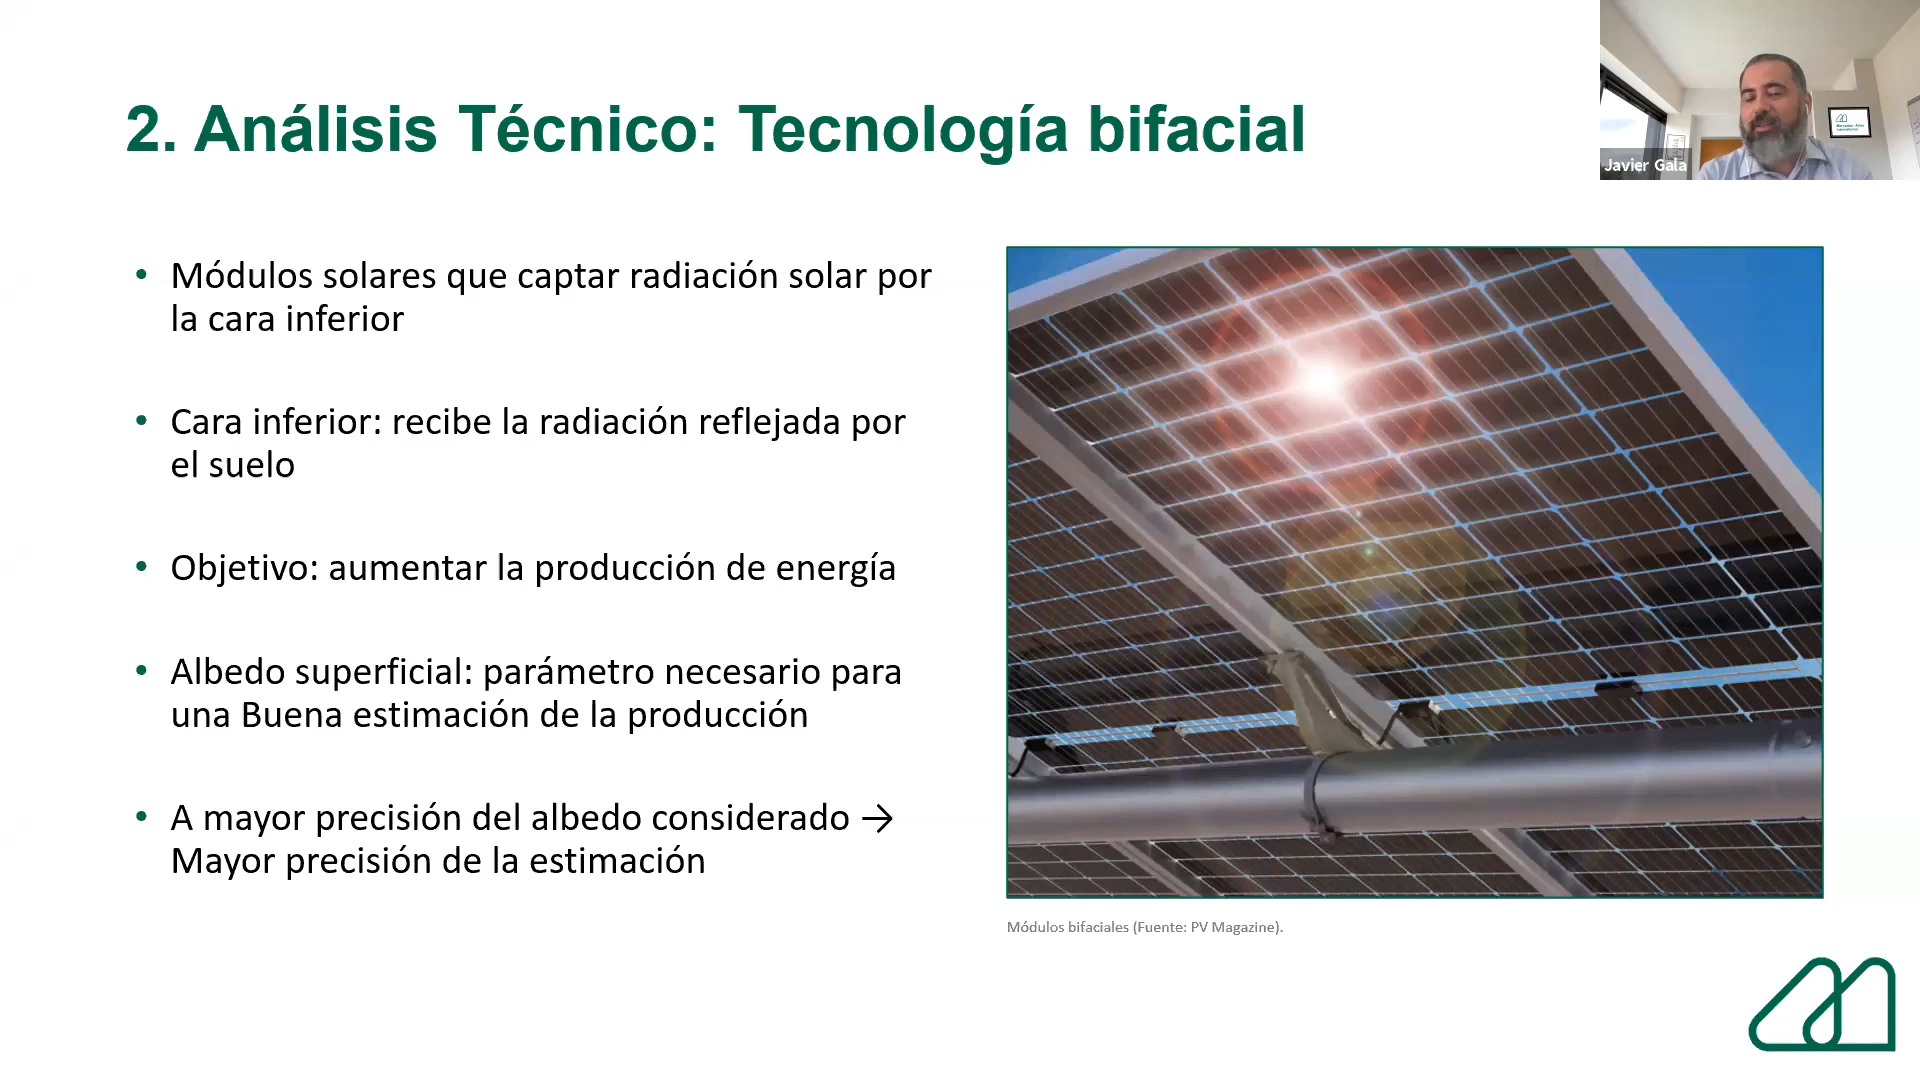 2. Análisis Técnico: Tecnología bifacial
Javier Gala
• Módulos solares que captar radiación solar por
la cara inferior
• Cara inferior: recibe la radiación reflejada por
el suelo
• Objetivo: aumentar la producción de energía
• Albedo superficial: parámetro necesario para
una Buena estimación de la producción
• A mayor precisión del albedo considerado →
Mayor precisión de la estimación
Módulos bifaciales (Fuente: PV Magazine).